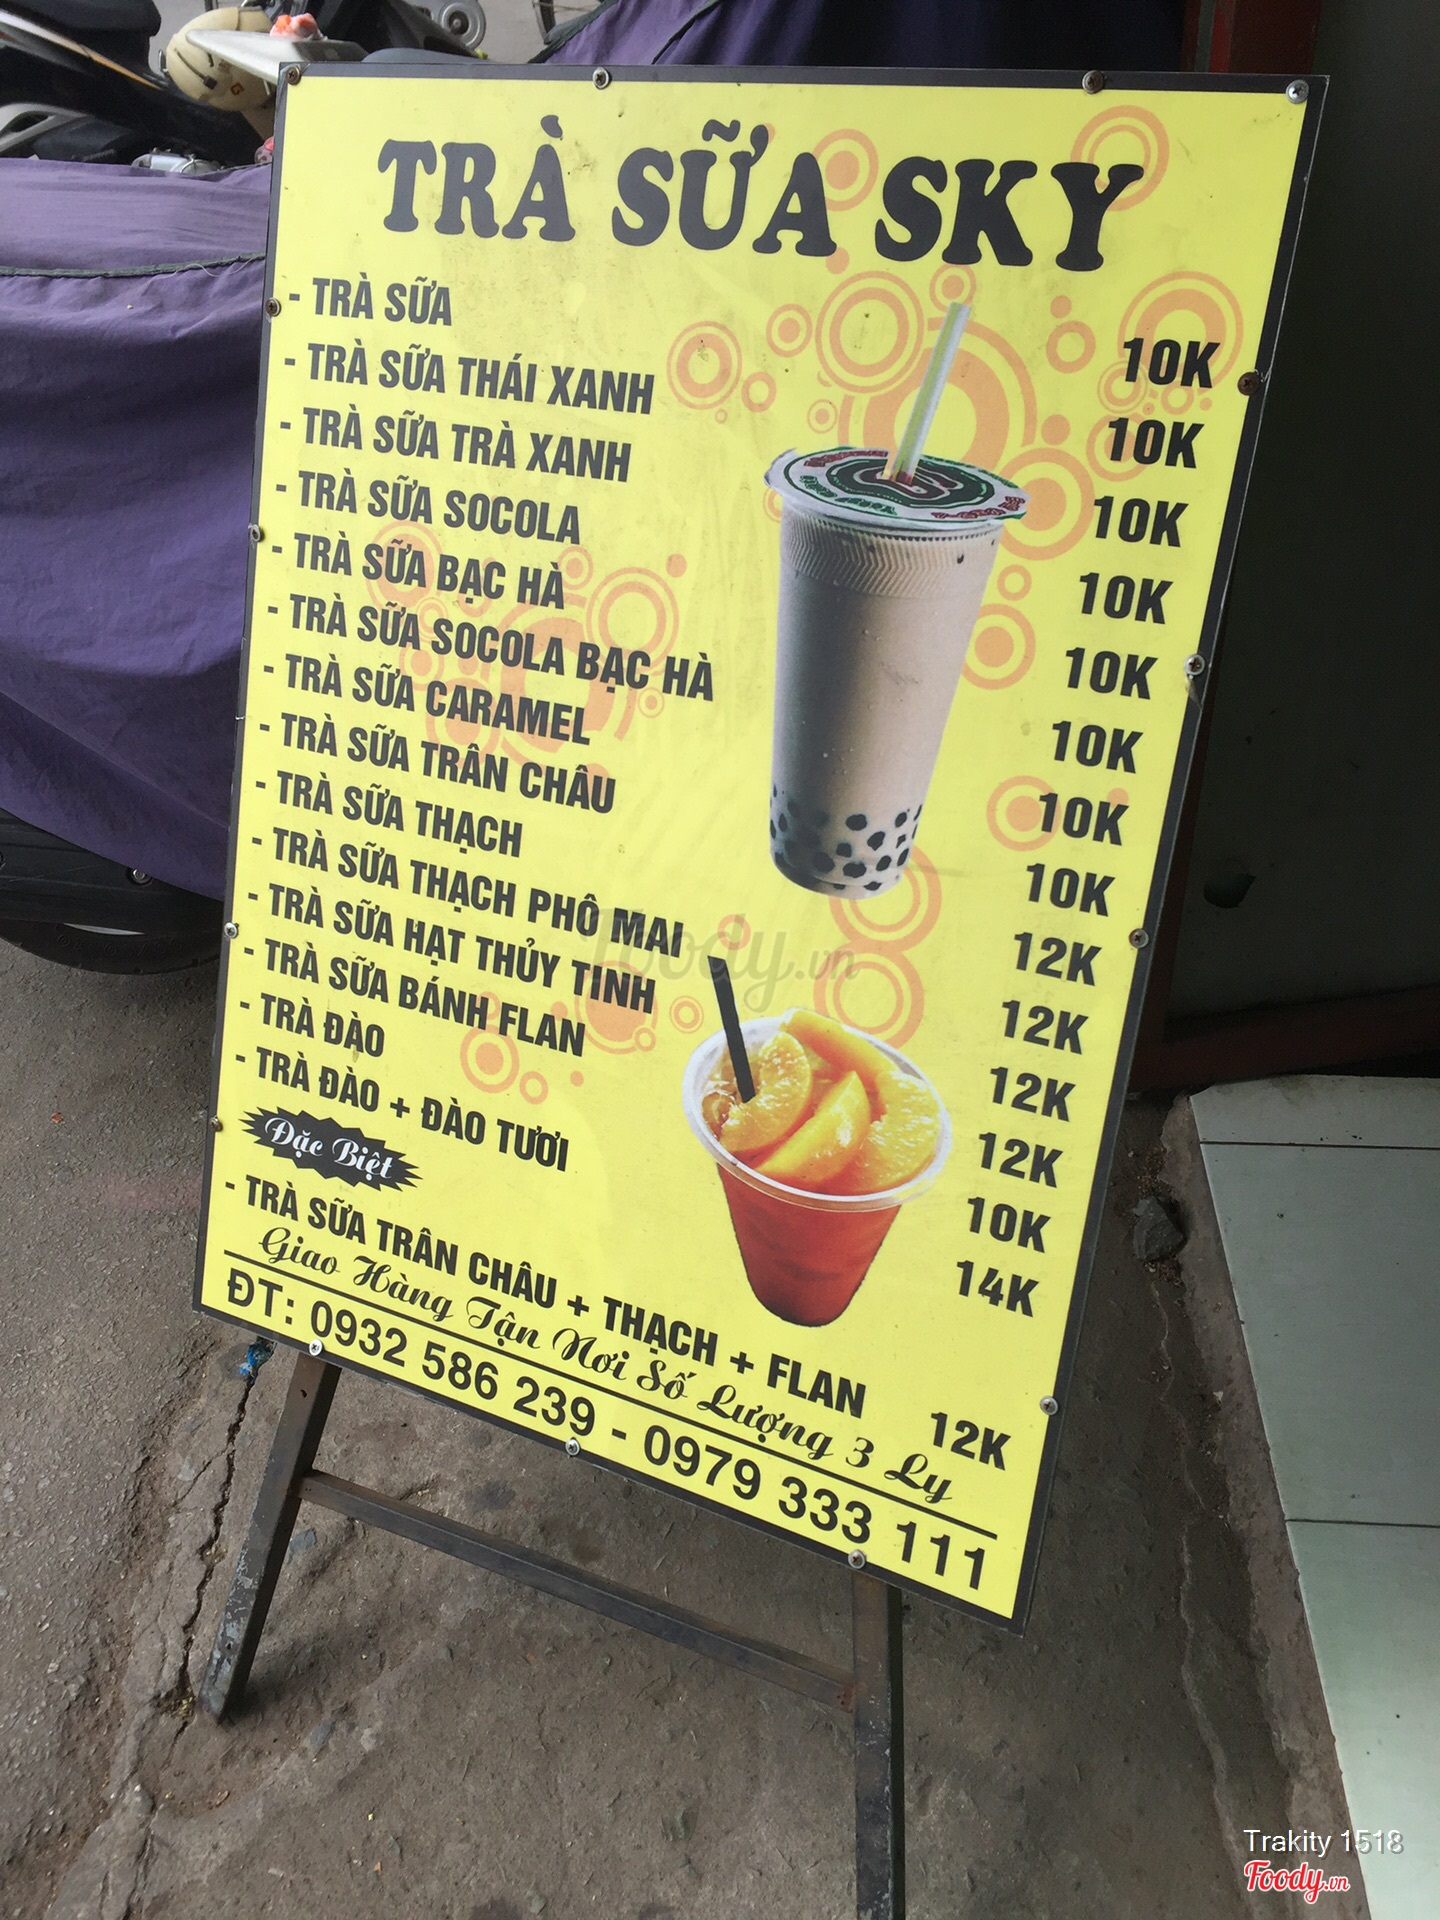 TRÀ SỮA SKY
- TRÀ SỮA 10K
- TRÀ SỮA THÁI XANH 10K
- TRÀ SỮA TRÀ XANH 10K
- TRÀ SỮA SOCOLA 10K
- TRÀ SỮA BẠC HÀ 10K
- TRÀ SỮA SOCOLA BẠC HÀ 10K
- TRÀ SỮA CARAMEL 10K
- TRÀ SỮA TRÂN CHÂU 10K
- TRÀ SỮA THẠCH 12K
- TRÀ SỮA THẠCH PHÔ MAI 12K
- TRÀ SỮA HẠT THỦY TINH 12K
- TRÀ SỮA BÁNH FLAN 12K
- TRÀ ĐÀO 10K
- TRÀ ĐÀO + ĐÀO TƯƠI 14K
Đặc Biệt
- TRÀ SỮA TRÂN CHÂU + THẠCH + FLAN 12K
Giao Hàng Tận Nơi Số Lượng 3 Ly
ĐT: 0932 586 239 - 0979 333 111
Foody.vn
Trakity 1518
Foody.vn